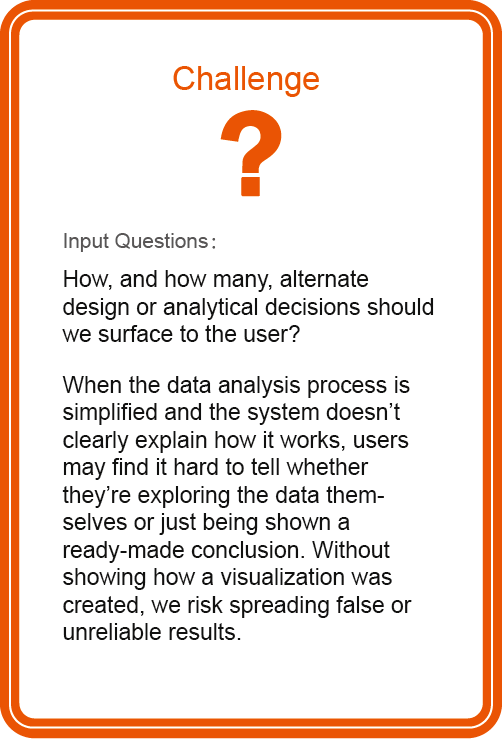 Challenge
?
Input Questions:
How, and how many, alternate
design or analytical decisions should
we surface to the user?
When the data analysis process is
simplified and the system doesn't
clearly explain how it works, users
may find it hard to tell whether
they're exploring the data them-
selves or just being shown a
ready-made conclusion. Without
showing how a visualization was
created, we risk spreading false or
unreliable results.